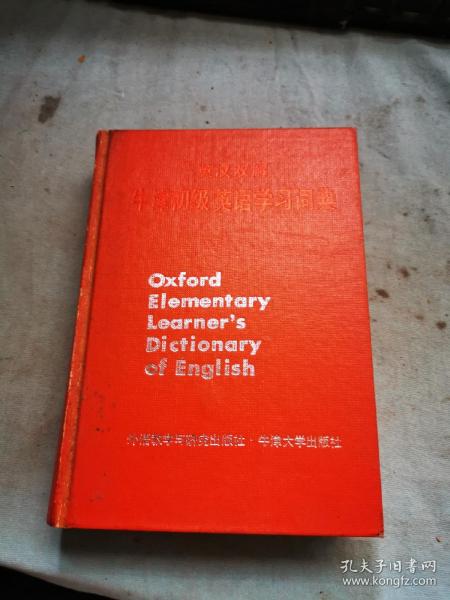 英汉双解
牛津初级英语学习词典
Oxford
Elementary
Learner's
Dictionary
of English
外语教学与研究出版社·牛津大学出版社
孔夫子旧书网
www.kongfz.com